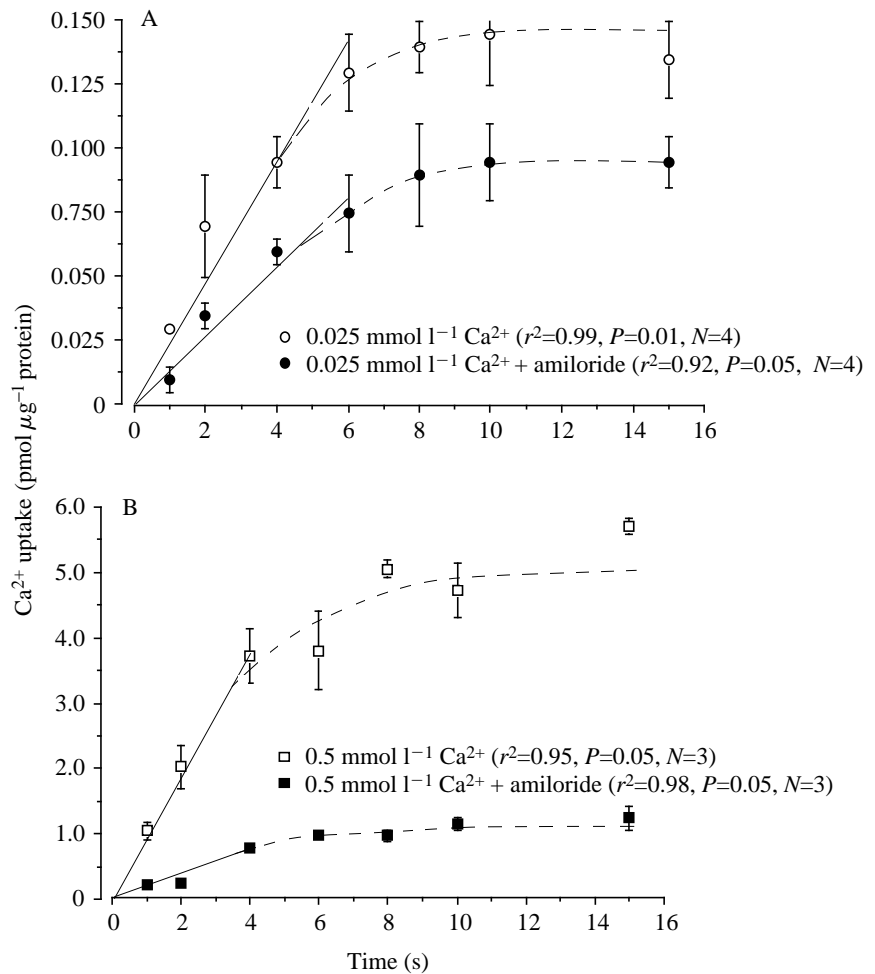 A
0.150
0.125
0.100
0.750
0.050
0.025
0
0 2 4 6 8 10 12 14 16
○ 0.025 mmol l⁻¹ Ca²⁺ (r²=0.99, P=0.01, N=4)
● 0.025 mmol l⁻¹ Ca²⁺ + amiloride (r²=0.92, P=0.05, N=4)
Ca²⁺ uptake (pmol μg⁻¹ protein)
B
6.0
5.0
4.0
3.0
2.0
1.0
0
0 2 4 6 8 10 12 14 16
□ 0.5 mmol l⁻¹ Ca²⁺ (r²=0.95, P=0.05, N=3)
■ 0.5 mmol l⁻¹ Ca²⁺ + amiloride (r²=0.98, P=0.05, N=3)
Time (s)